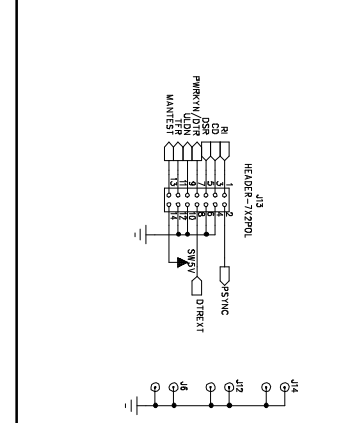 RI
CD
DSR
PWRKYN/DTR
ULDN
TFR
MANTEST
HEADER-7X2POL
J13
1
3
5
7
9
11
13
2
4
6
8
10
12
14
SW5V
PSYNC
DTREXT
J6
J12
J14